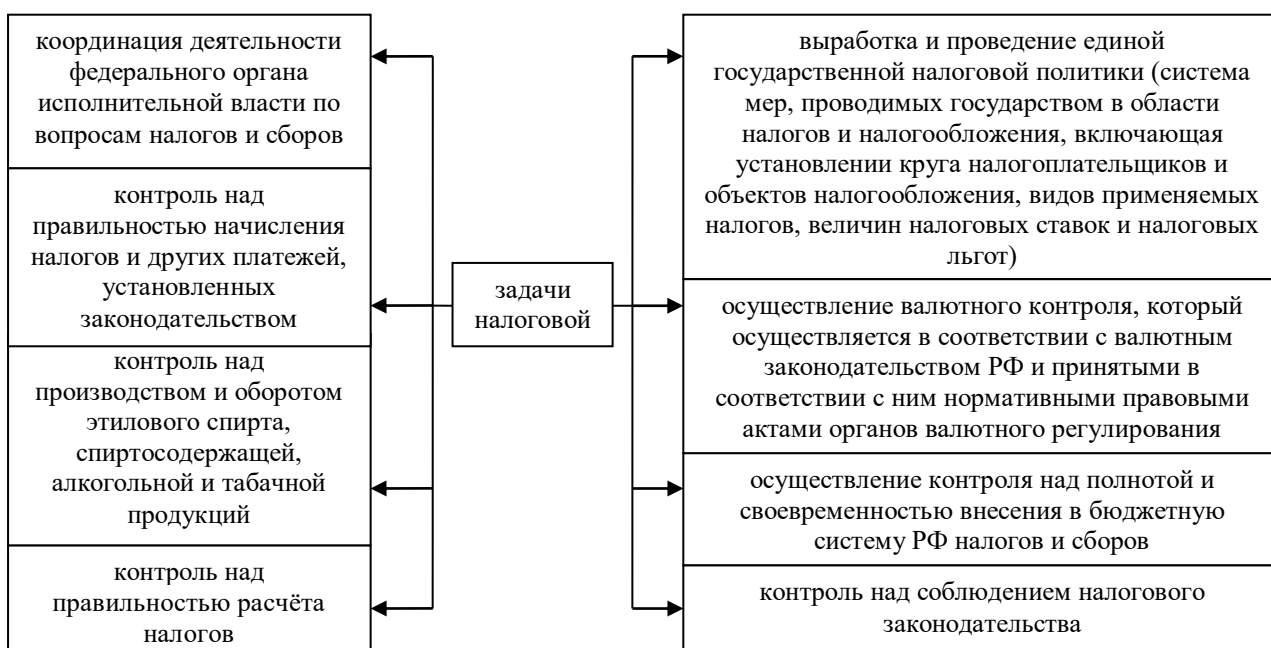 координация деятельности
федерального органа
исполнительной власти по
вопросам налогов и сборов
контроль над
правильностью начисления
налогов и других платежей,
установленных
законодательством
контроль над
производством и оборотом
этилового спирта,
спиртосодержащей,
алкогольной и табачной
продукций
контроль над
правильностью расчёта
налогов
задачи
налоговой
выработка и проведение единой
государственной налоговой политики (система
мер, проводимых государством в области
налогов и налогообложения, включающая
установлении круга налогоплательщиков и
объектов налогообложения, видов применяемых
налогов, величин налоговых ставок и налоговых
льгот)
осуществление валютного контроля, который
осуществляется в соответствии с валютным
законодательством РФ и принятыми в
соответствии с ним нормативными правовыми
актами органов валютного регулирования
осуществление контроля над полнотой и
своевременностью внесения в бюджетную
систему РФ налогов и сборов
контроль над соблюдением налогового
законодательства